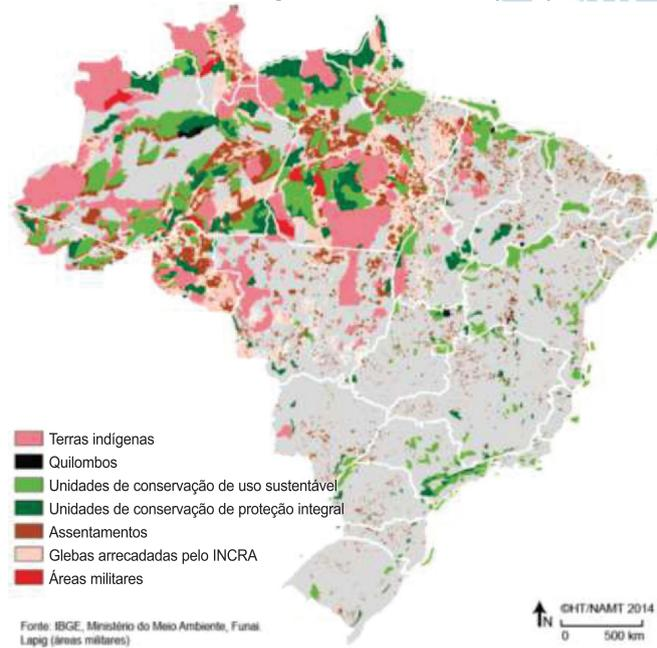 Terras indígenas
Quilombos
Unidades de conservação de uso sustentável
Unidades de conservação de proteção integral
Assentamentos
Glebas arrecadadas pelo INCRA
Áreas militares
Fonte: IBGE, Ministério do Meio Ambiente, Funai.
Lapig (áreas militares)
N
©HT/NAMT 2014
0 500 km